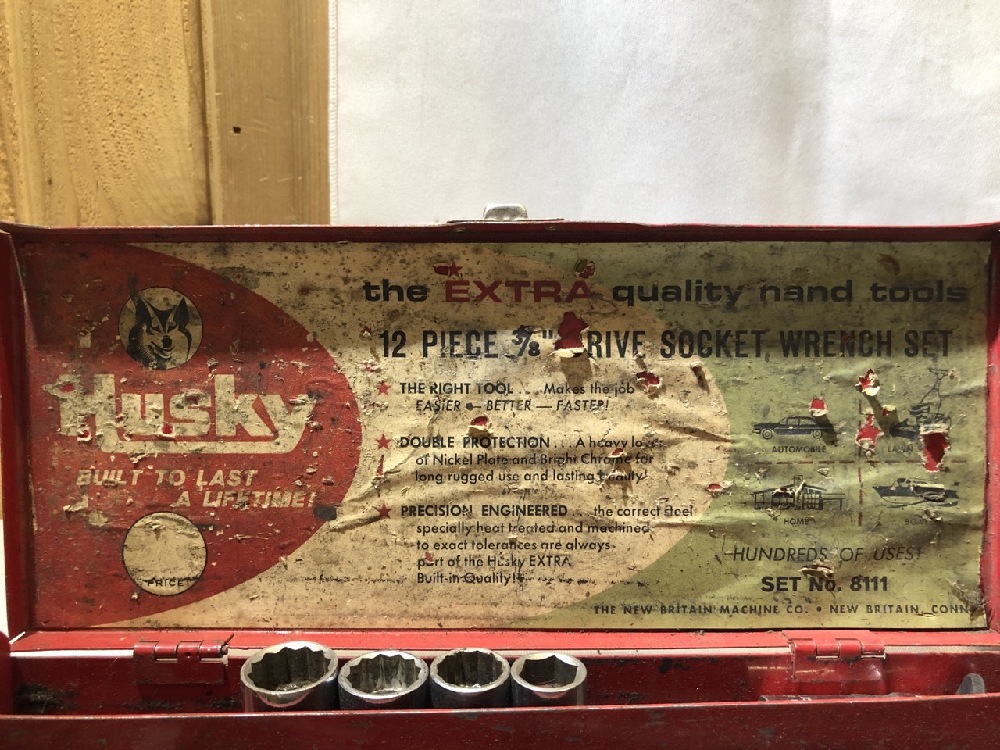 the EXTRA quality hand tools
12 PIECE 3/8" DRIVE SOCKET WRENCH SET
Husky
BUILT TO LAST
A LIFETIME!
PRICE
★ THE RIGHT TOOL . . . Makes the job
EASIER — BETTER — FASTER!
★ DOUBLE PROTECTION . . . A heavy
of Nickel Plate and Bright Chrome for
long rugged use and lasting beauty
★ PRECISION ENGINEERED . . . the correct steel
specially heat treated and machined
to exact tolerances are always
part of the Husky EXTRA
Built-in Quality!
AUTOMOBILE LAWN
HOME BOAT
HUNDREDS OF USES!
SET No. 8111
THE NEW BRITAIN MACHINE CO. • NEW BRITAIN, CONN.